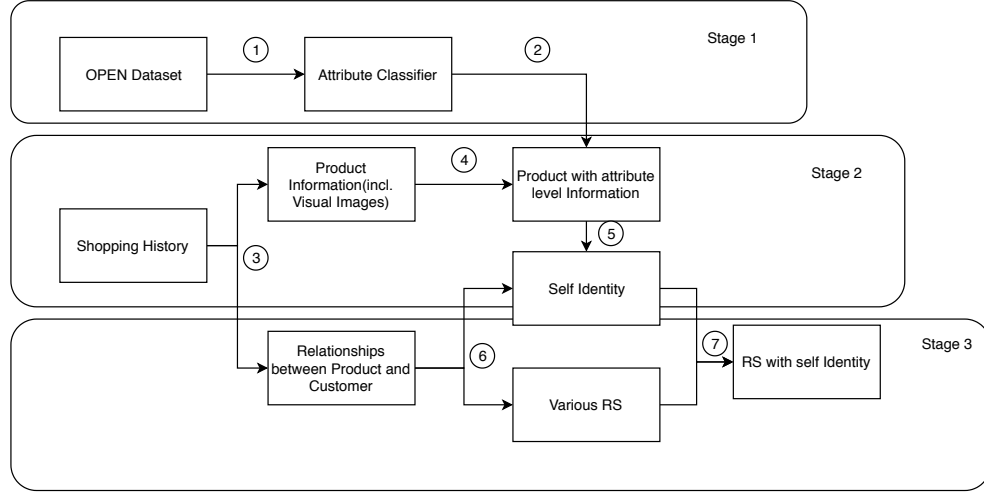 Stage 1
1
2
OPEN Dataset
Attribute Classifier
Stage 2
Product
Information(incl.
Visual Images)
4
Product with attribute
level Information
Shopping History
3
5
Self Identity
Stage 3
Relationships
between Product and
Customer
6
7
RS with self Identity
Various RS